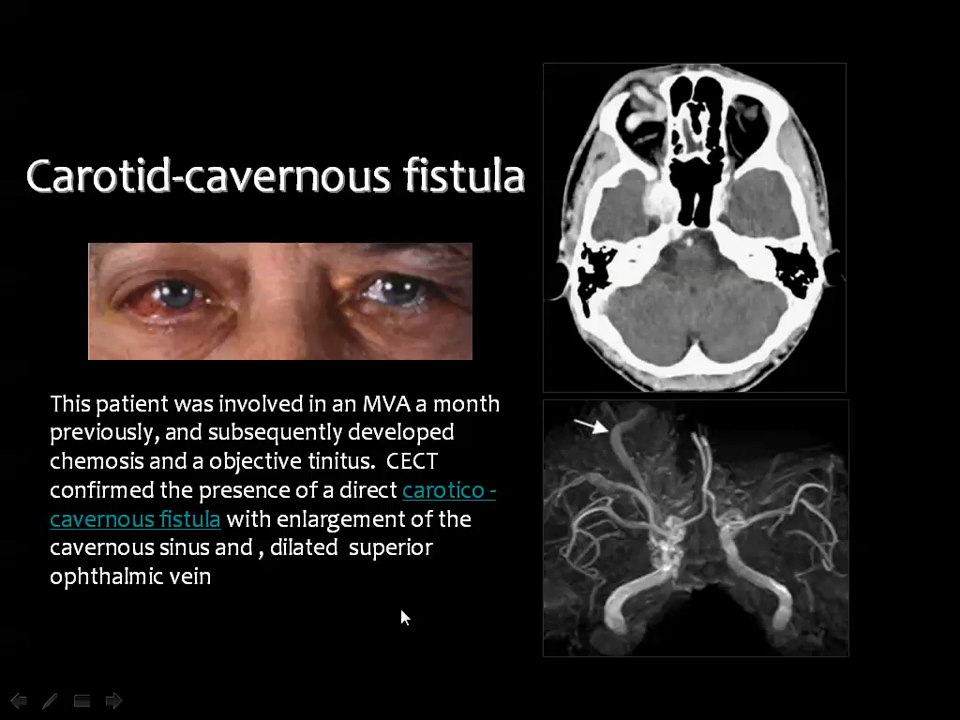 Carotid-cavernous fistula
This patient was involved in an MVA a month
previously, and subsequently developed
chemosis and a objective tinitus.  CECT
confirmed the presence of a direct carotico -
cavernous fistula with enlargement of the
cavernous sinus and , dilated  superior
ophthalmic vein